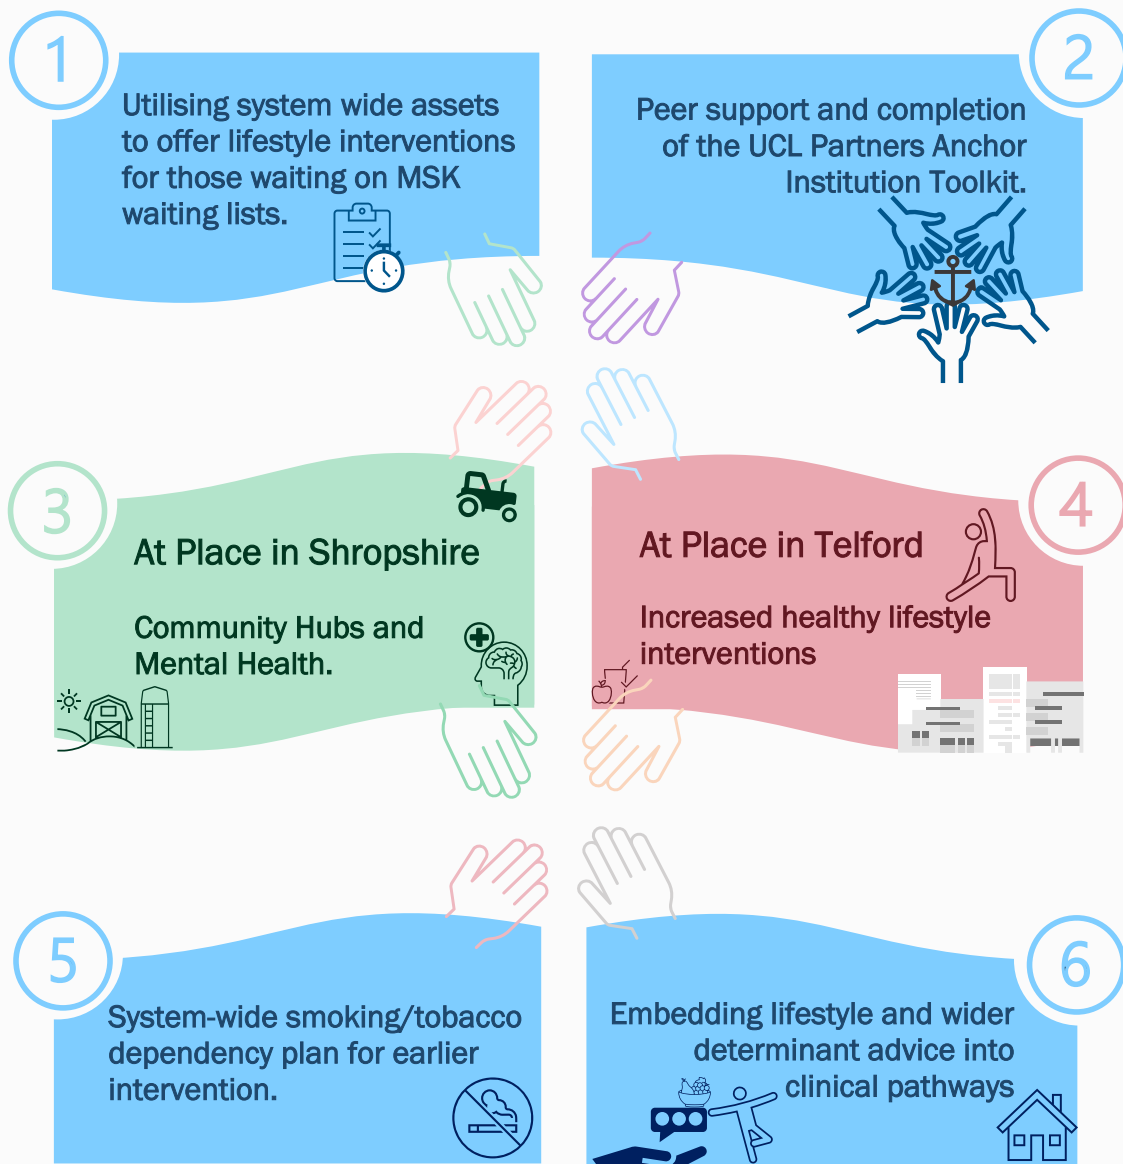 1
Utilising system wide assets
to offer lifestyle interventions
for those waiting on MSK
waiting lists.
2
Peer support and completion
of the UCL Partners Anchor
Institution Toolkit.
3
At Place in Shropshire
Community Hubs and
Mental Health.
4
At Place in Telford
Increased healthy lifestyle
interventions
5
System-wide smoking/tobacco
dependency plan for earlier
intervention.
6
Embedding lifestyle and wider
determinant advice into
clinical pathways